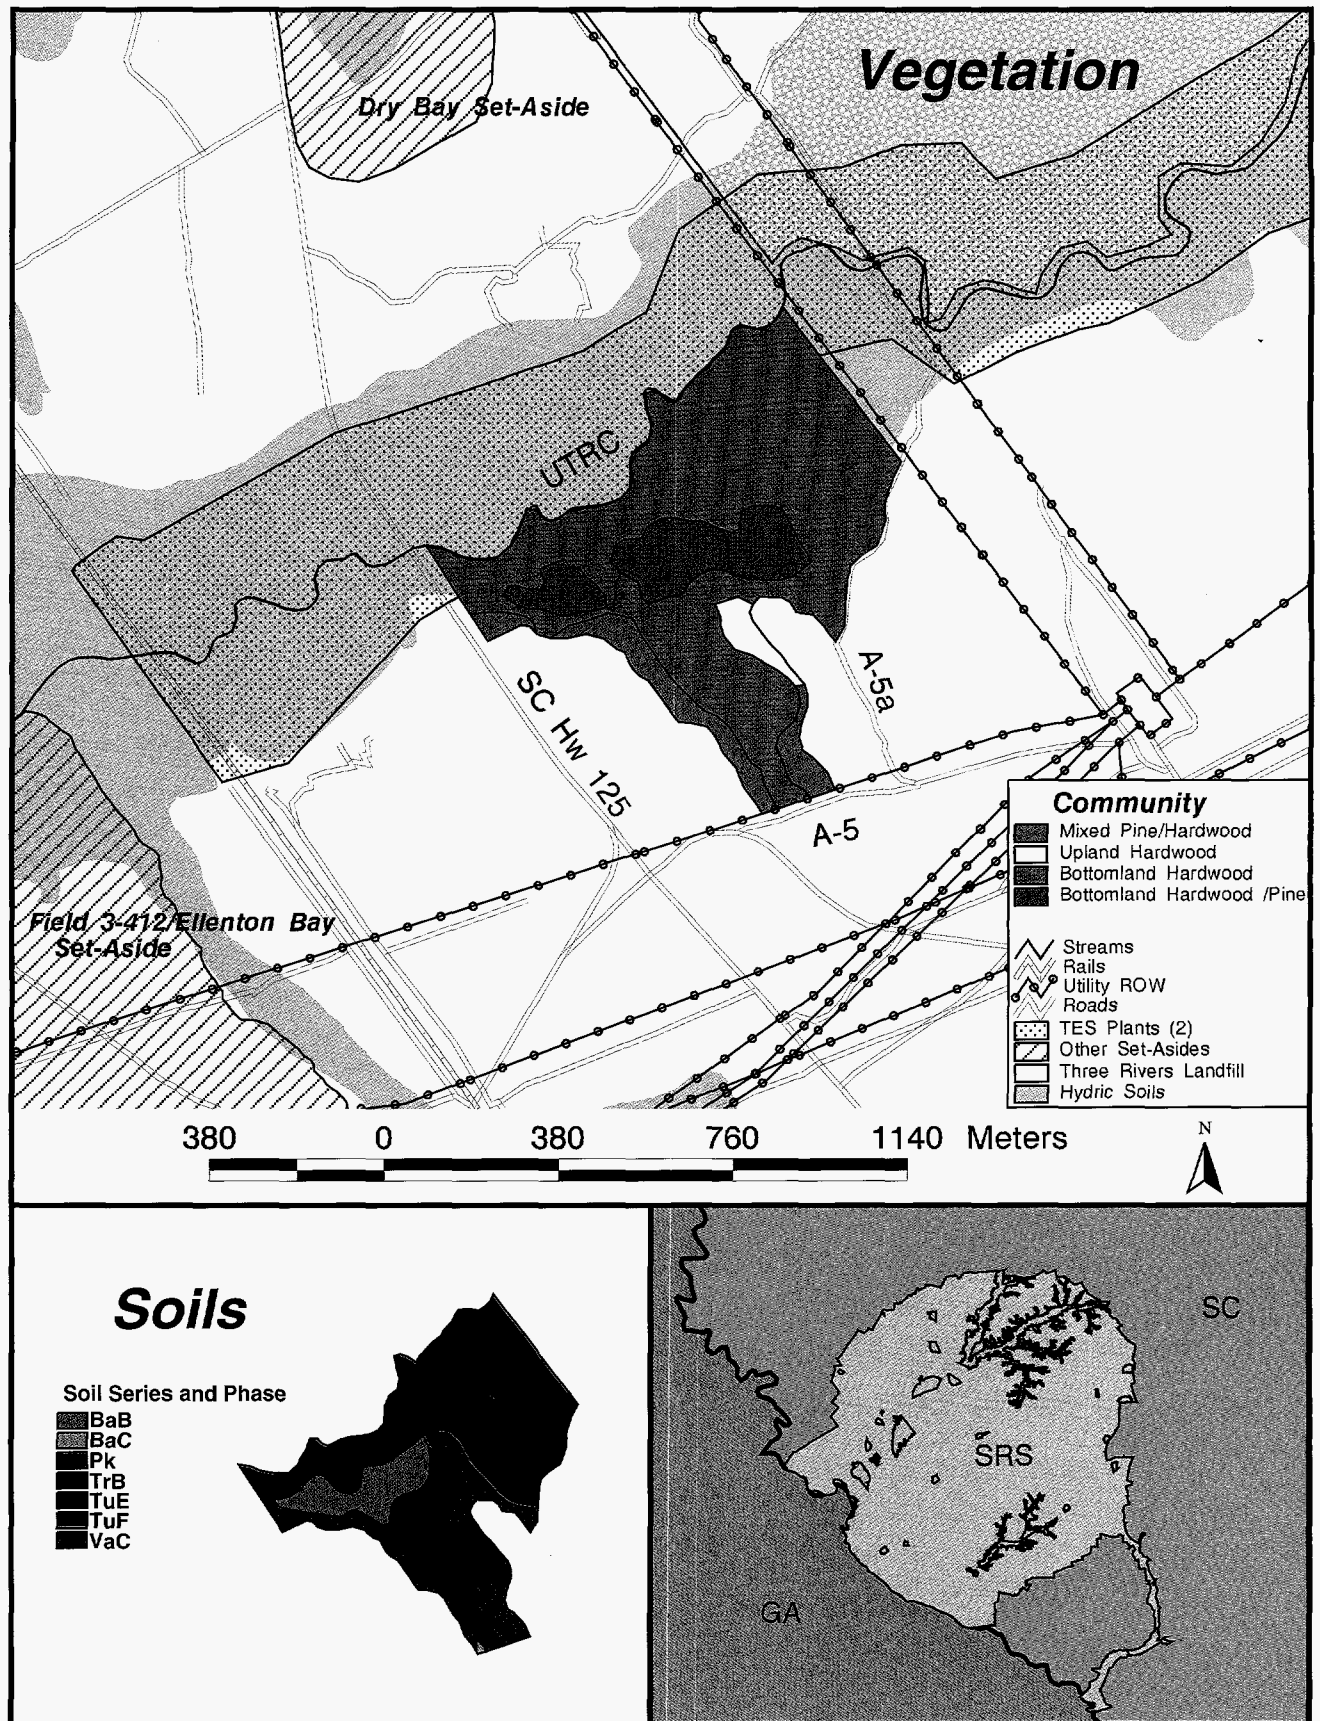 Vegetation
Dry Bay Set-Aside
UTRC
SC Hw 125
A-5a
A-5
Field 3-412/Ellenton Bay
Set-Aside
Community
Mixed Pine/Hardwood
Upland Hardwood
Bottomland Hardwood
Bottomland Hardwood /Pine
Streams
Rails
Utility ROW
Roads
TES Plants (2)
Other Set-Asides
Three Rivers Landfill
Hydric Soils
380 0 380 760 1140 Meters
N
Soils
Soil Series and Phase
BaB
BaC
Pk
TrB
TuE
TuF
VaC
SC
SRS
GA